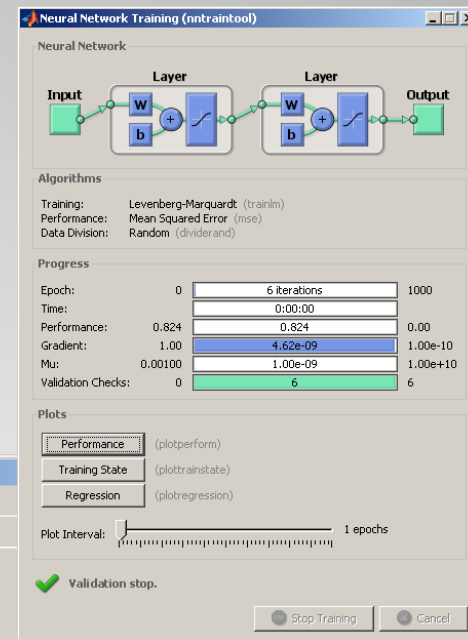 Neural Network Training (nntraintool)
Neural Network
Layer Layer
Input Output
W W
+ +
b b
Algorithms
Training: Levenberg-Marquardt (trainlm)
Performance: Mean Squared Error (mse)
Data Division: Random (dividerand)
Progress
Epoch: 0 6 iterations 1000
Time: 0:00:00
Performance: 0.824 0.824 0.00
Gradient: 1.00 4.62e-09 1.00e-10
Mu: 0.00100 1.00e-09 1.00e+10
Validation Checks: 0 6 6
Plots
Performance (plotperform)
Training State (plottrainstate)
Regression (plotregression)
Plot Interval: 1 epochs
Validation stop.
Stop Training Cancel